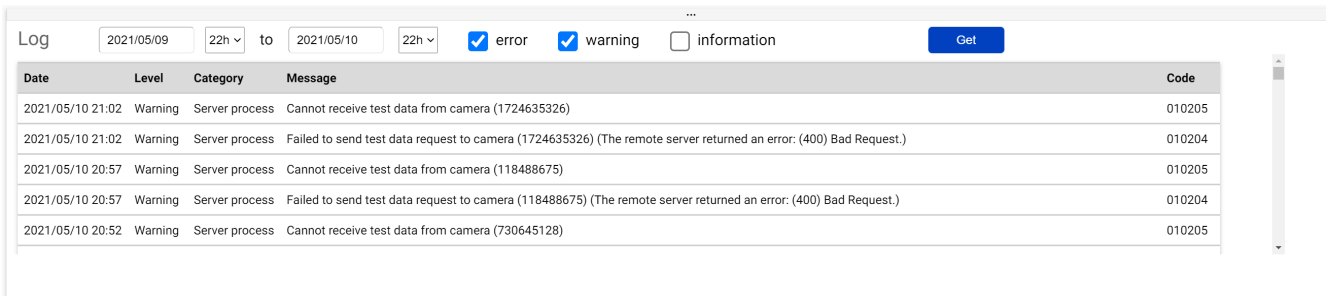 ...
Log 2021/05/09 22h to 2021/05/10 22h error warning information Get
Date Level Category Message Code
2021/05/10 21:02 Warning Server process Cannot receive test data from camera (1724635326) 010205
2021/05/10 21:02 Warning Server process Failed to send test data request to camera (1724635326) (The remote server returned an error: (400) Bad Request.) 010204
2021/05/10 20:57 Warning Server process Cannot receive test data from camera (118488675) 010205
2021/05/10 20:57 Warning Server process Failed to send test data request to camera (118488675) (The remote server returned an error: (400) Bad Request.) 010204
2021/05/10 20:52 Warning Server process Cannot receive test data from camera (730645128) 010205